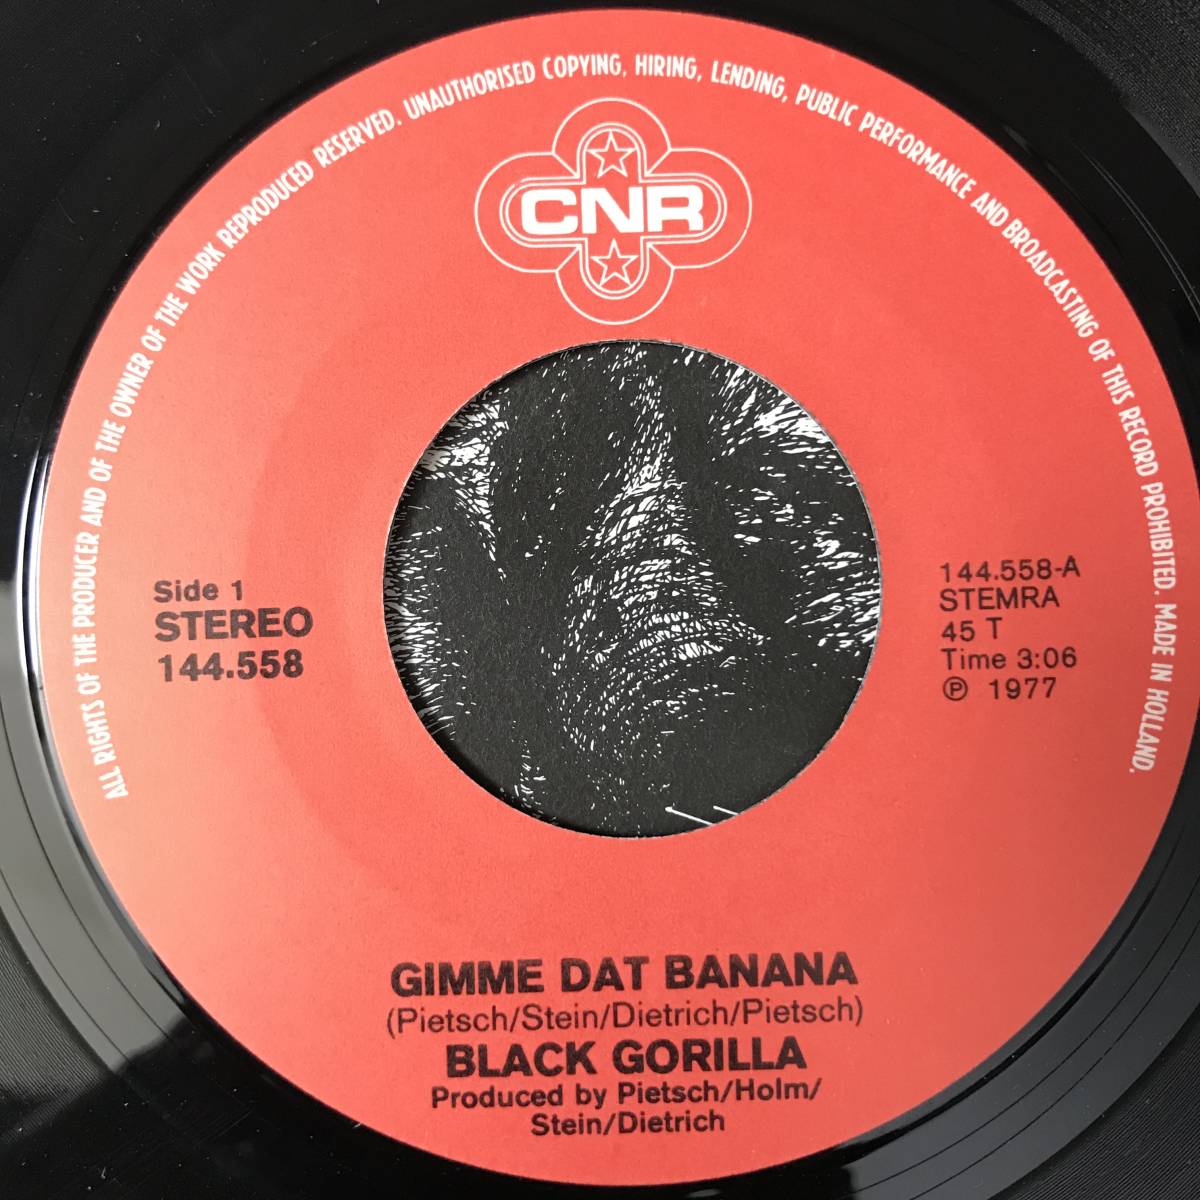 ALL RIGHTS OF THE PRODUCER AND OF THE OWNER OF THE WORK REPRODUCED RESERVED. UNAUTHORISED COPYING, HIRING, LENDING, PUBLIC PERFORMANCE AND BROADCASTING OF THIS RECORD PROHIBITED. MADE IN HOLLAND.
CNR
Side 1
STEREO
144.558
144.558-A
STEMRA
45 T
Time 3:06
℗ 1977
GIMME DAT BANANA
(Pietsch/Stein/Dietrich/Pietsch)
BLACK GORILLA
Produced by Pietsch/Holm/
Stein/Dietrich